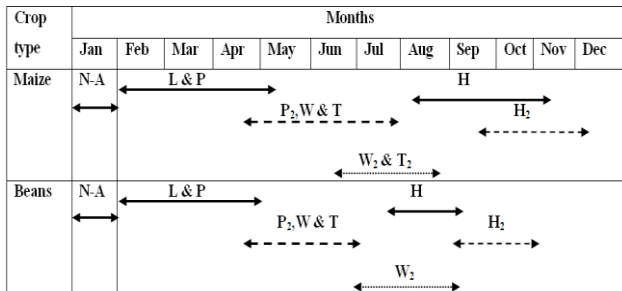 Crop type Months
Jan Feb Mar Apr May Jun Jul Aug Sep Oct Nov Dec
Maize N-A L & P H
P₂,W & T H₂
W₂ & T₂
Beans N-A L & P H
P₂,W & T H₂
W₂